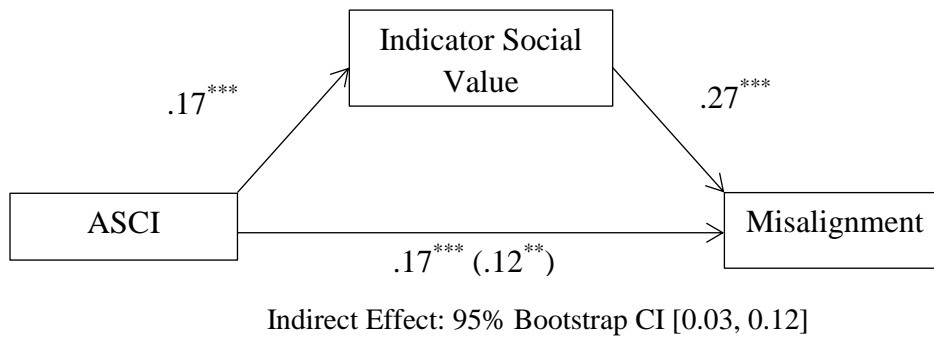 Indicator Social
Value
.17***
.27***
ASCI
Misalignment
.17*** (.12**)
Indirect Effect: 95% Bootstrap CI [0.03, 0.12]